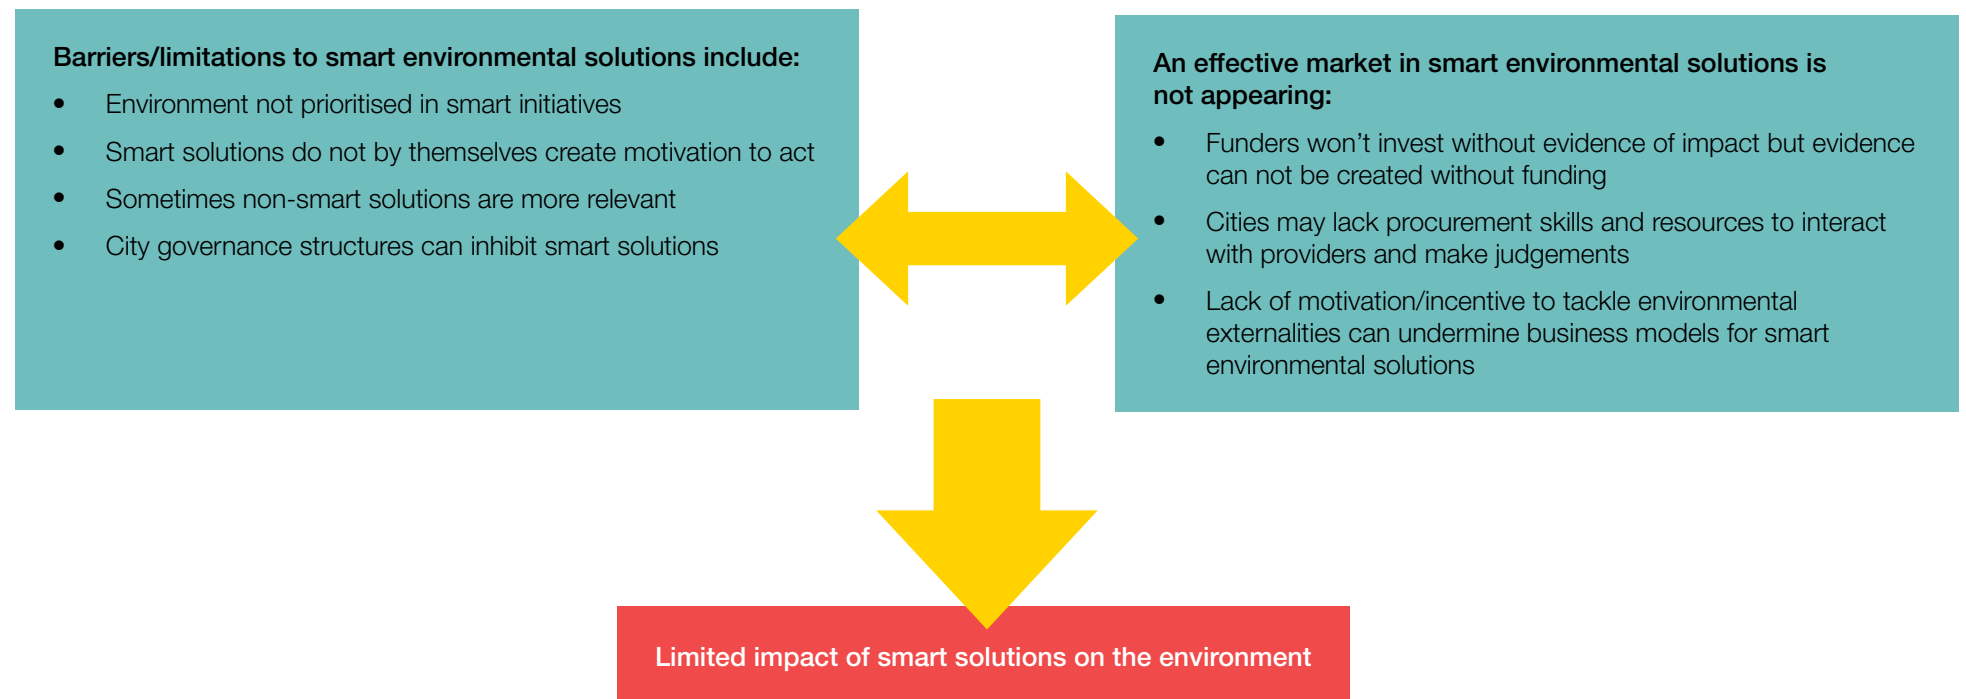 Barriers/limitations to smart environmental solutions include:
• Environment not prioritised in smart initiatives
• Smart solutions do not by themselves create motivation to act
• Sometimes non-smart solutions are more relevant
• City governance structures can inhibit smart solutions
An effective market in smart environmental solutions is
not appearing:
• Funders won’t invest without evidence of impact but evidence
can not be created without funding
• Cities may lack procurement skills and resources to interact
with providers and make judgements
• Lack of motivation/incentive to tackle environmental
externalities can undermine business models for smart
environmental solutions
Limited impact of smart solutions on the environment